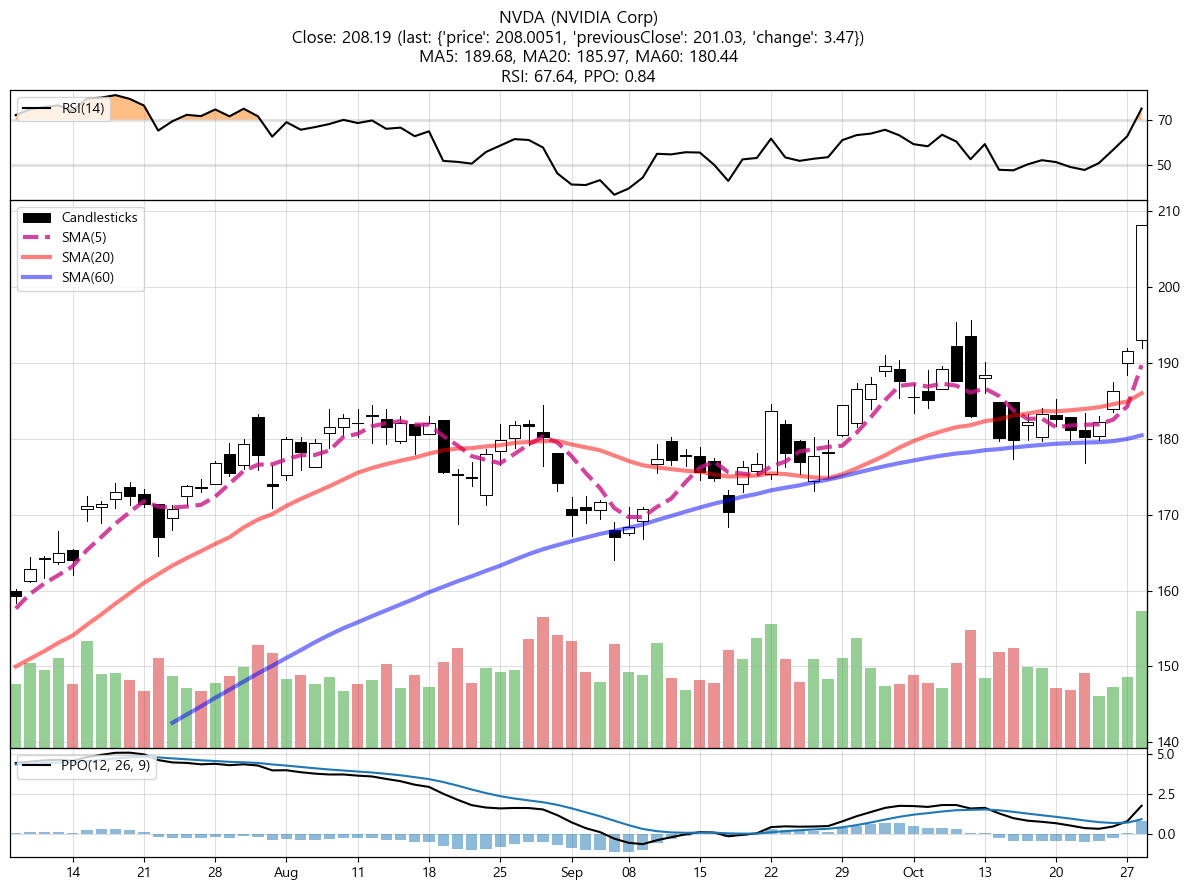 NVDA (NVIDIA Corp)
Close: 208.19 (last: {'price': 208.0051, 'previousClose': 201.03, 'change': 3.47})
MA5: 189.68, MA20: 185.97, MA60: 180.44
RSI: 67.64, PPO: 0.84
RSI(14)
70
50
Candlesticks
SMA(5)
SMA(20)
SMA(60)
210
200
190
180
170
160
150
140
PPO(12, 26, 9)
5.0
2.5
0.0
14 21 28 Aug 11 18 25 Sep 08 15 22 29 Oct 13 20 27